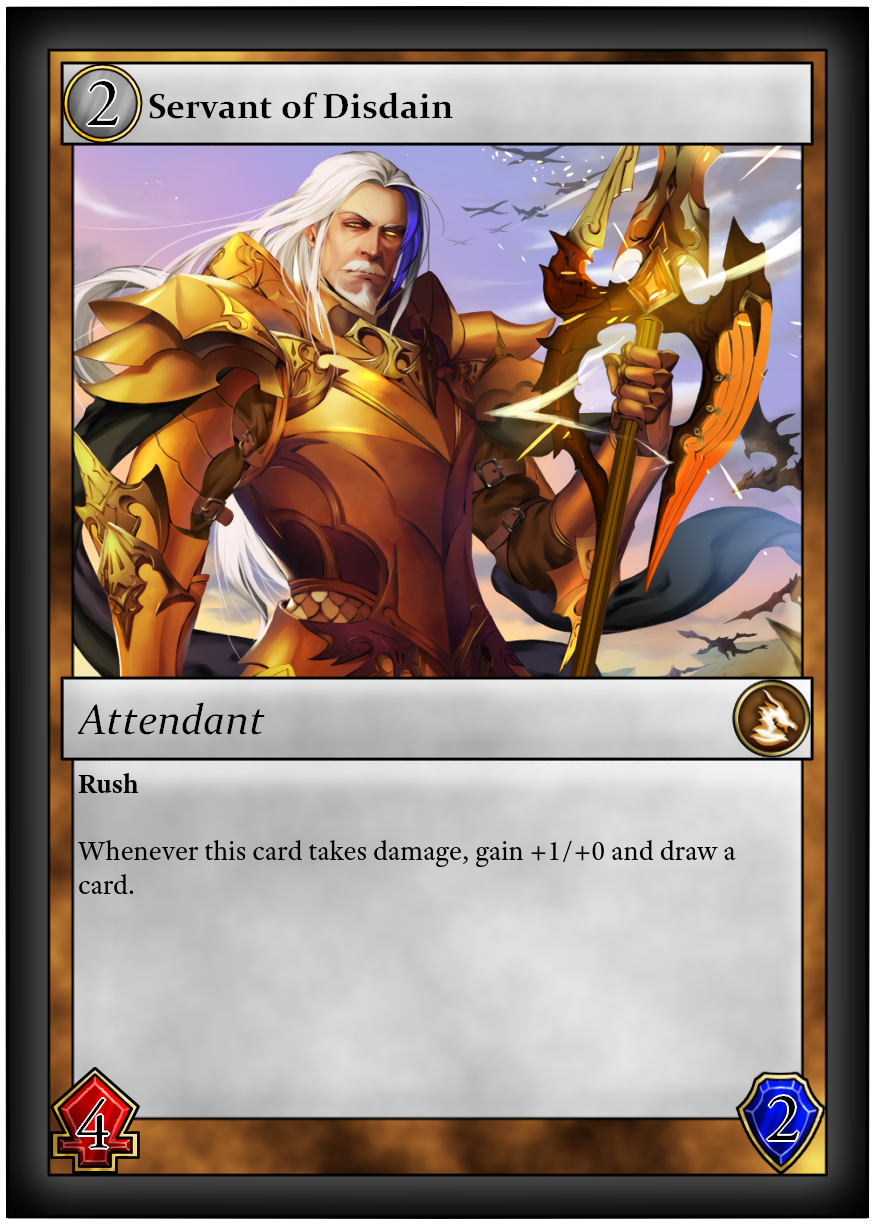 2 Servant of Disdain
Attendant
Rush
Whenever this card takes damage, gain +1/+0 and draw a
card.
4 2